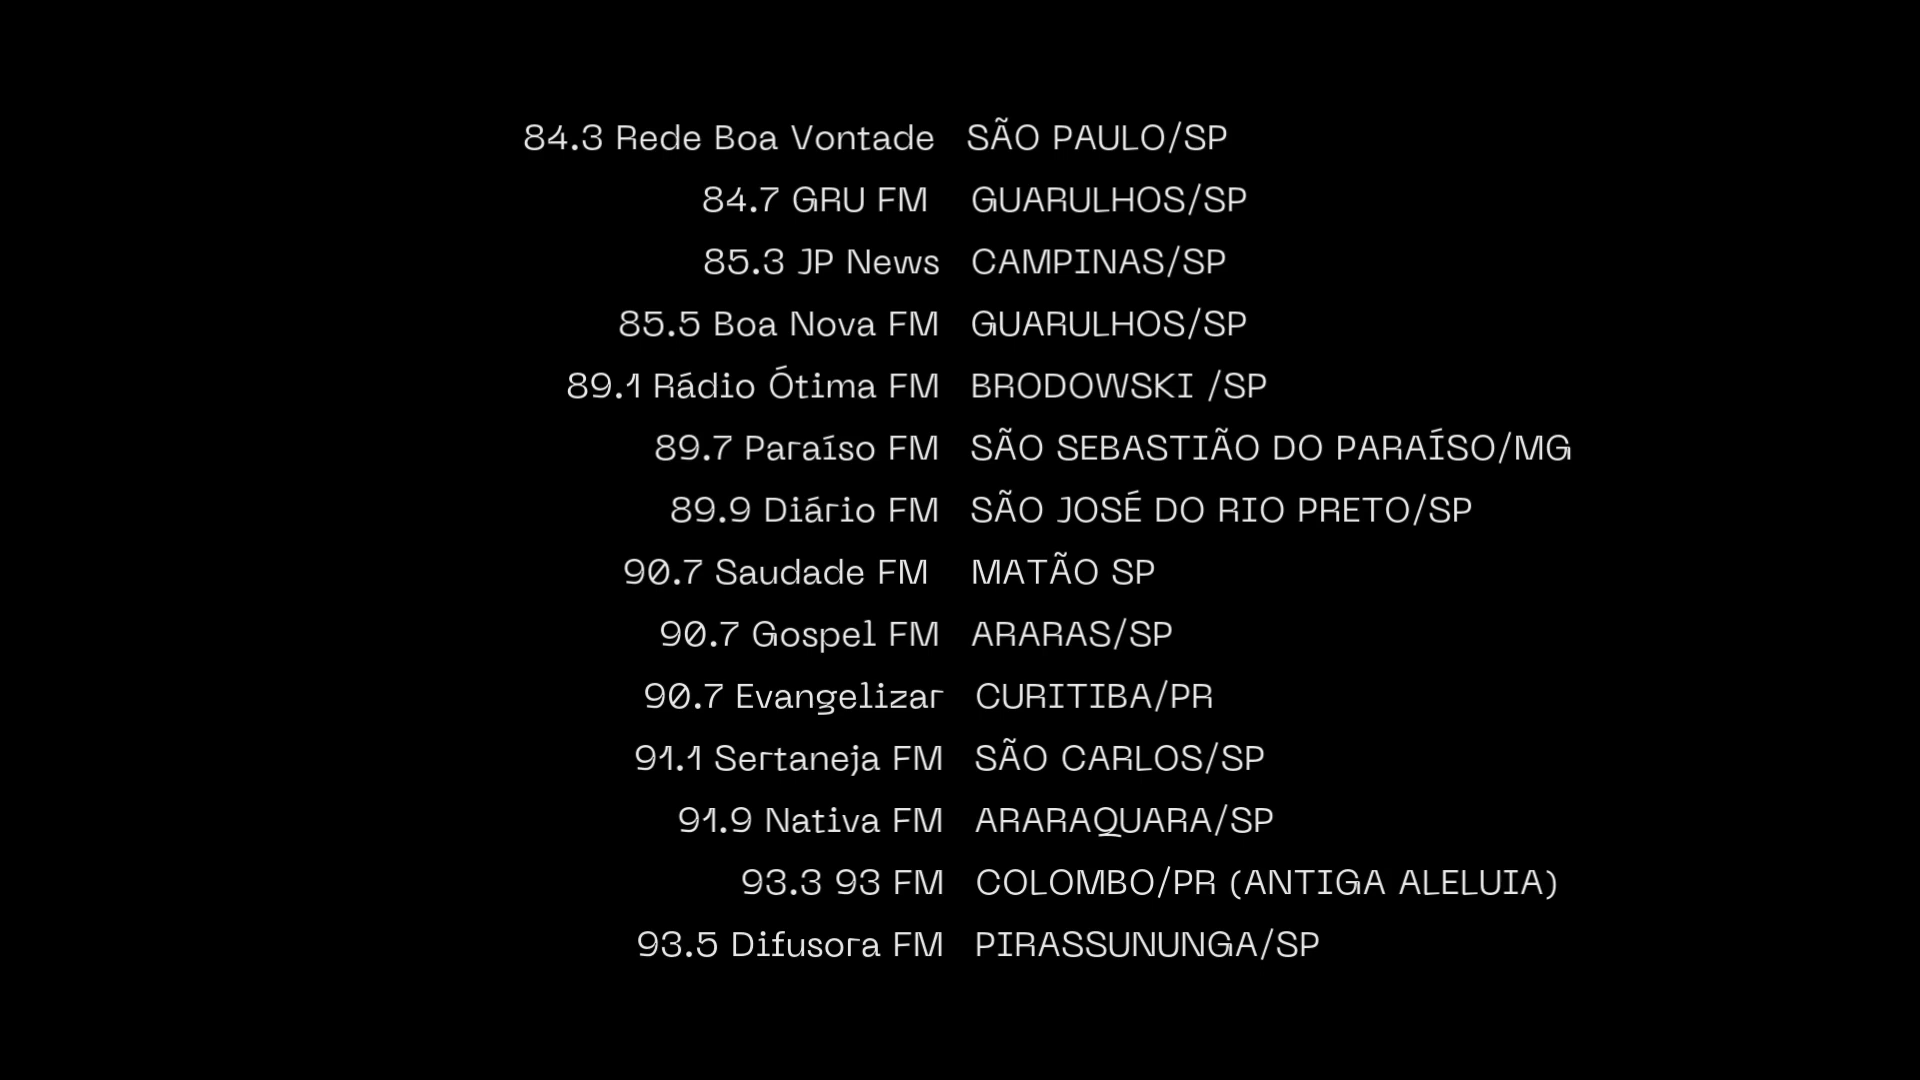 84.3 Rede Boa Vontade SÃO PAULO/SP
84.7 GRU FM GUARULHOS/SP
85.3 JP News CAMPINAS/SP
85.5 Boa Nova FM GUARULHOS/SP
89.1 Rádio Ótima FM BRODOWSKI /SP
89.7 Paraíso FM SÃO SEBASTIÃO DO PARAÍSO/MG
89.9 Diário FM SÃO JOSÉ DO RIO PRETO/SP
90.7 Saudade FM MATÃO SP
90.7 Gospel FM ARARAS/SP
90.7 Evangelizar CURITIBA/PR
91.1 Sertaneja FM SÃO CARLOS/SP
91.9 Nativa FM ARARAQUARA/SP
93.3 93 FM COLOMBO/PR (ANTIGA ALELUIA)
93.5 Difusora FM PIRASSUNUNGA/SP